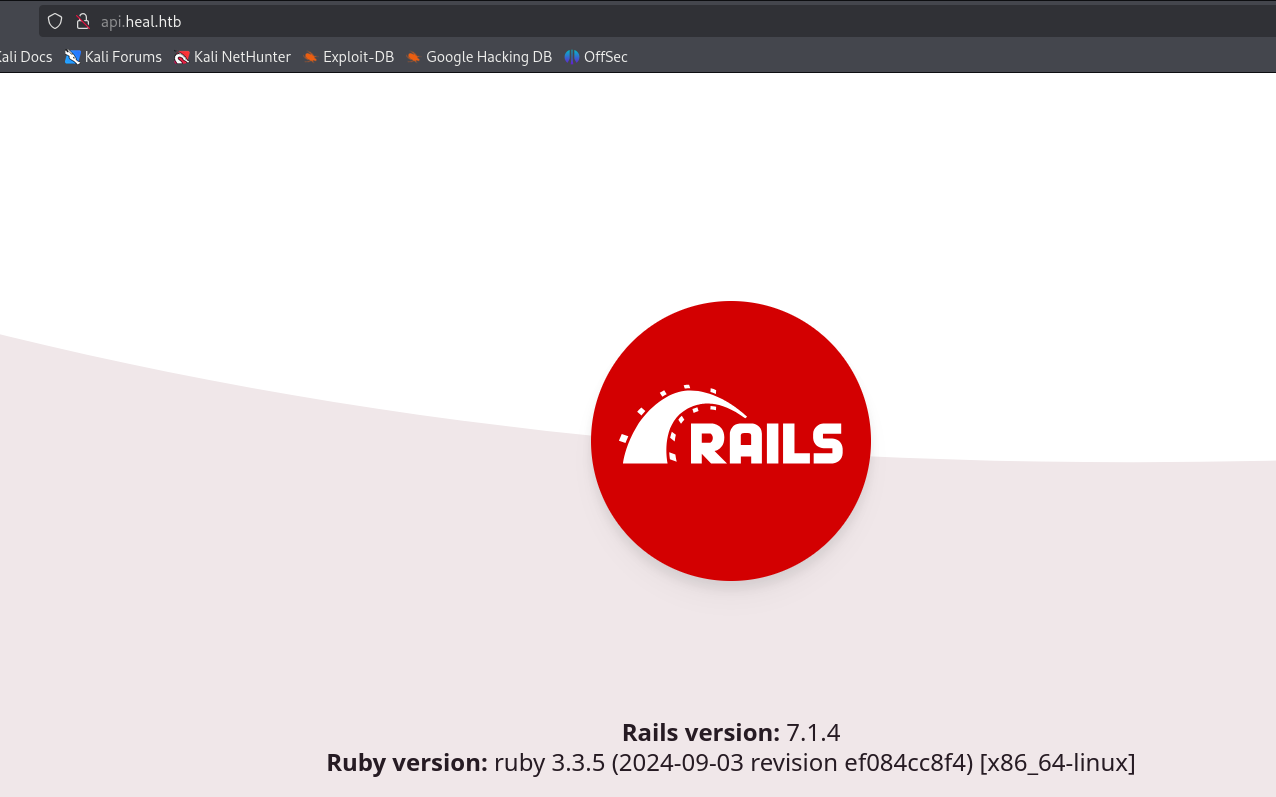 api.heal.htb
Kali Docs Kali Forums Kali NetHunter Exploit-DB Google Hacking DB OffSec
RAILS
Rails version: 7.1.4
Ruby version: ruby 3.3.5 (2024-09-03 revision ef084cc8f4) [x86_64-linux]